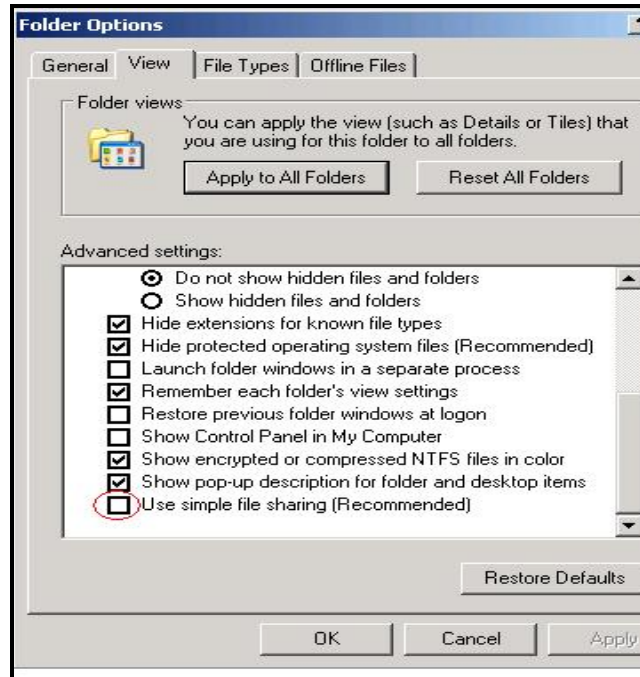 Folder Options
General View File Types Offline Files
Folder views
You can apply the view (such as Details or Tiles) that
you are using for this folder to all folders.
Apply to All Folders Reset All Folders
Advanced settings:
Do not show hidden files and folders
Show hidden files and folders
Hide extensions for known file types
Hide protected operating system files (Recommended)
Launch folder windows in a separate process
Remember each folder's view settings
Restore previous folder windows at logon
Show Control Panel in My Computer
Show encrypted or compressed NTFS files in color
Show pop-up description for folder and desktop items
Use simple file sharing (Recommended)
Restore Defaults
OK Cancel Apply